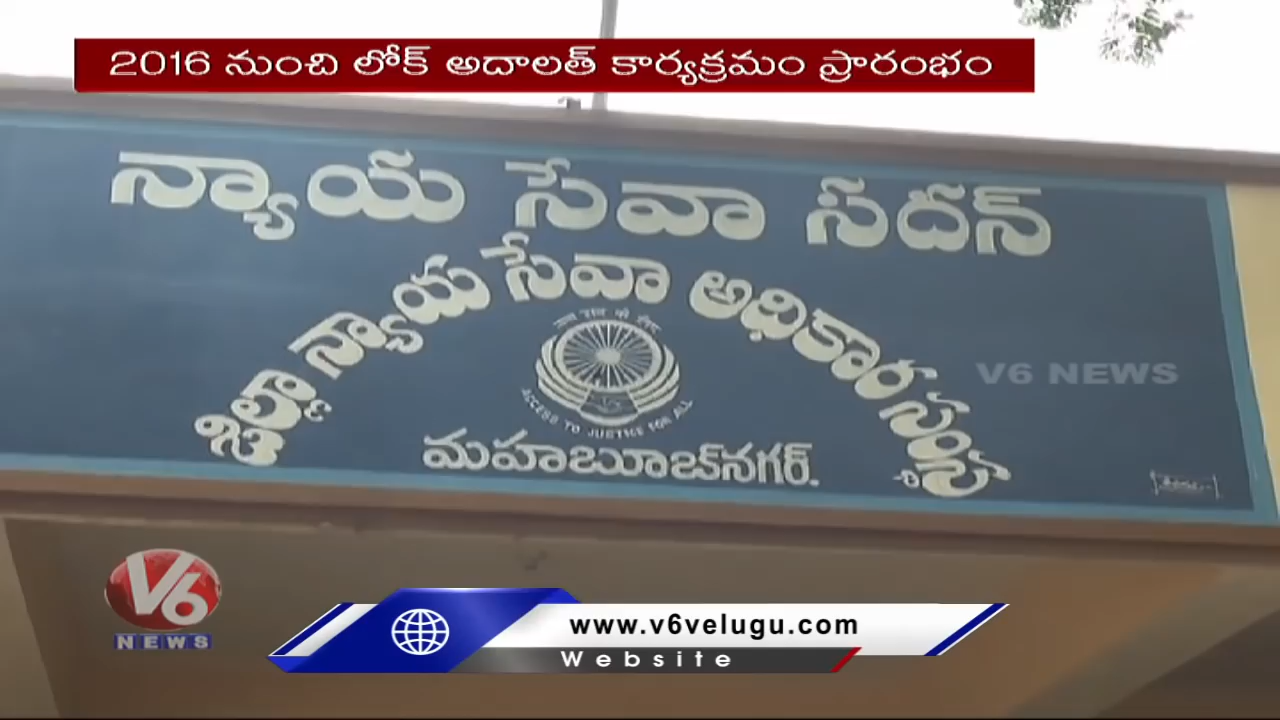 2016 నుంచి లోక్ అదాలత్ కార్యక్రమం ప్రారంభం
న్యాయ సేవా సదన్
జిల్లా న్యాయ సేవా అధికార సంస్థ
ACCESS TO JUSTICE FOR ALL
మహబూబ్‌నగర్.
V6 NEWS
V6
NEWS
www.v6velugu.com
Website